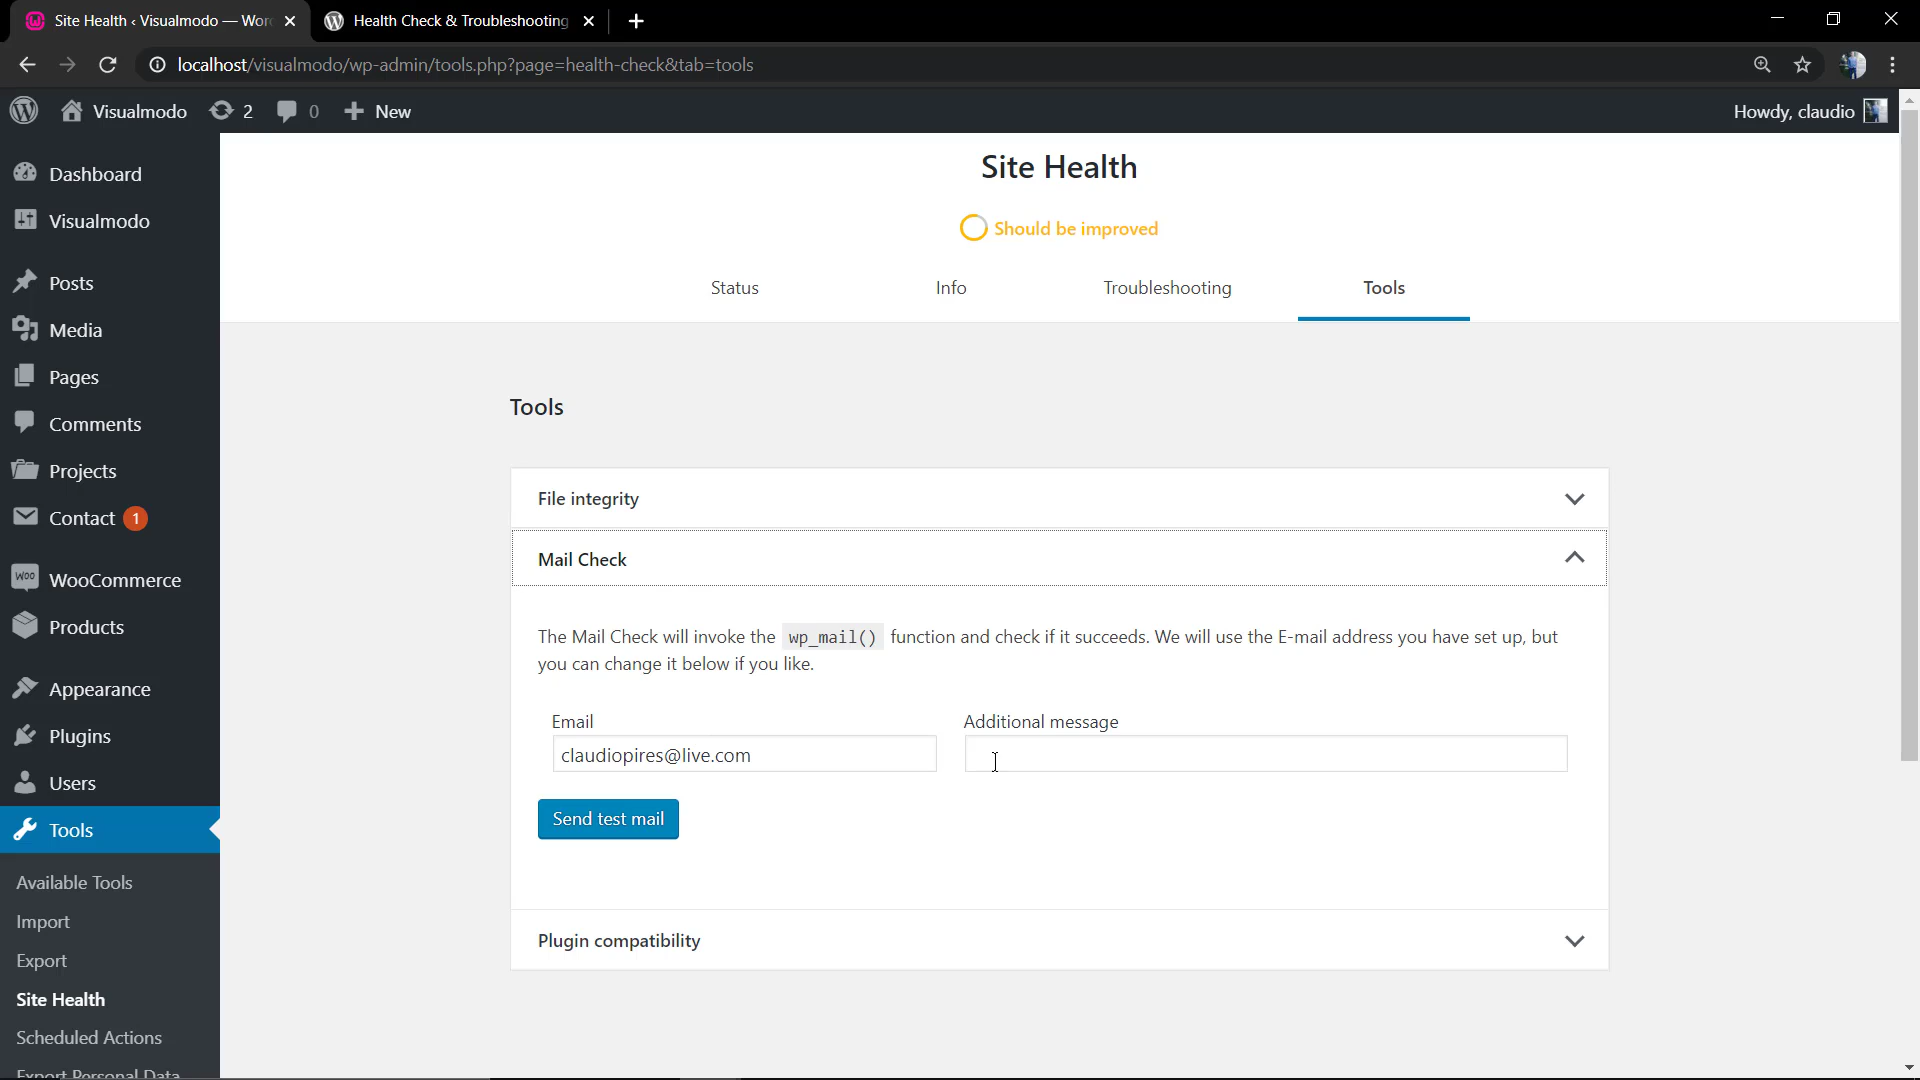 Site Health ‹ Visualmodo — Wor
Health Check & Troubleshooting
localhost/visualmodo/wp-admin/tools.php?page=health-check&tab=tools
Visualmodo 2 0 New
Howdy, claudio
Dashboard
Visualmodo
Posts
Media
Pages
Comments
Projects
Contact 1
WooCommerce
Products
Appearance
Plugins
Users
Tools
Available Tools
Import
Export
Site Health
Scheduled Actions
Export Personal Data
Site Health
Should be improved
Status Info Troubleshooting Tools
Tools
File integrity
Mail Check
The Mail Check will invoke the wp_mail() function and check if it succeeds. We will use the E-mail address you have set up, but
you can change it below if you like.
Email Additional message
claudiopires@live.com
Send test mail
Plugin compatibility